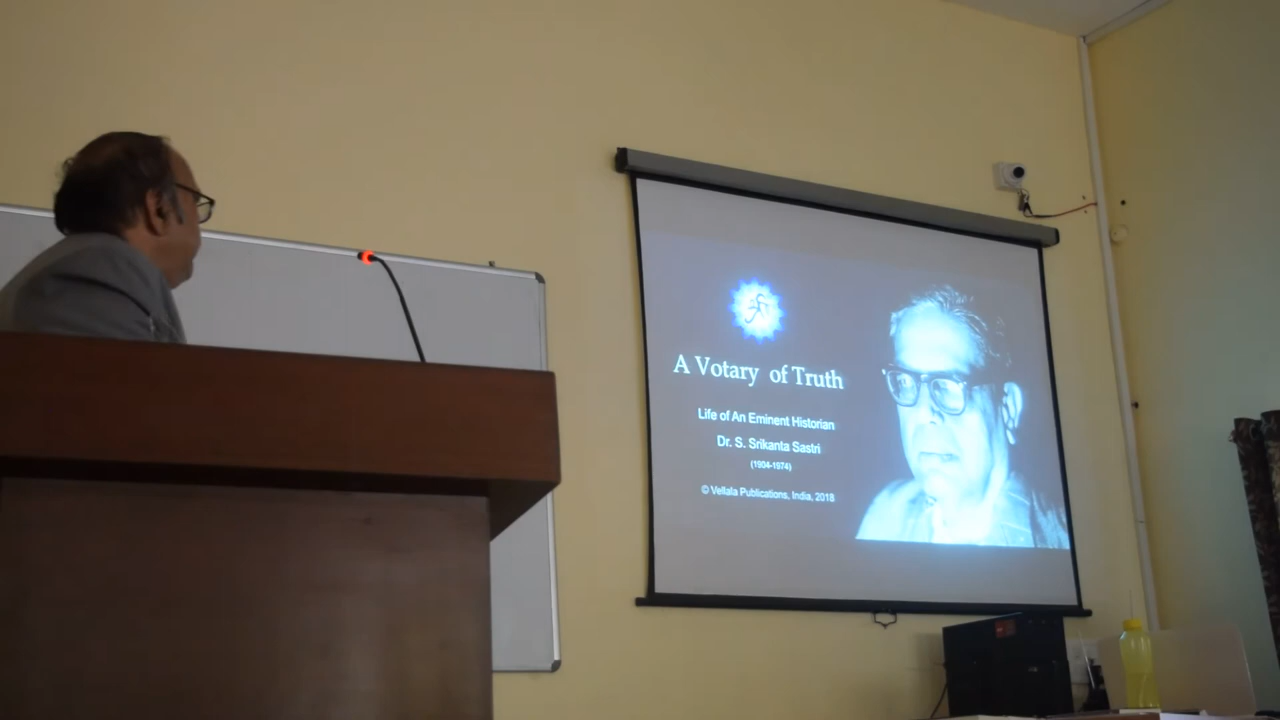 A Votary of Truth
Life of An Eminent Historian
Dr. S. Srikanta Sastri
(1904-1974)
© Vellala Publications, India, 2018